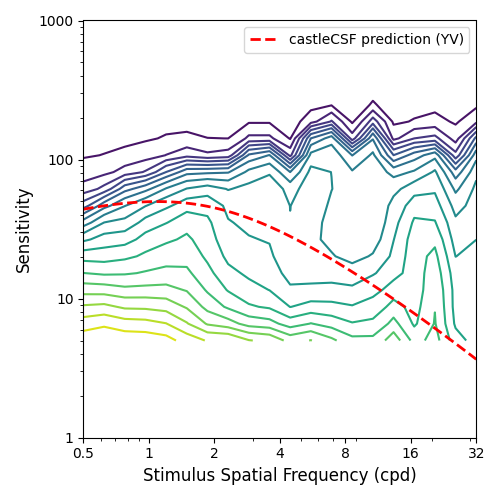 castleCSF prediction (YV)
1000
100
10
1
Sensitivity
0.5 1 2 4 8 16 32
Stimulus Spatial Frequency (cpd)